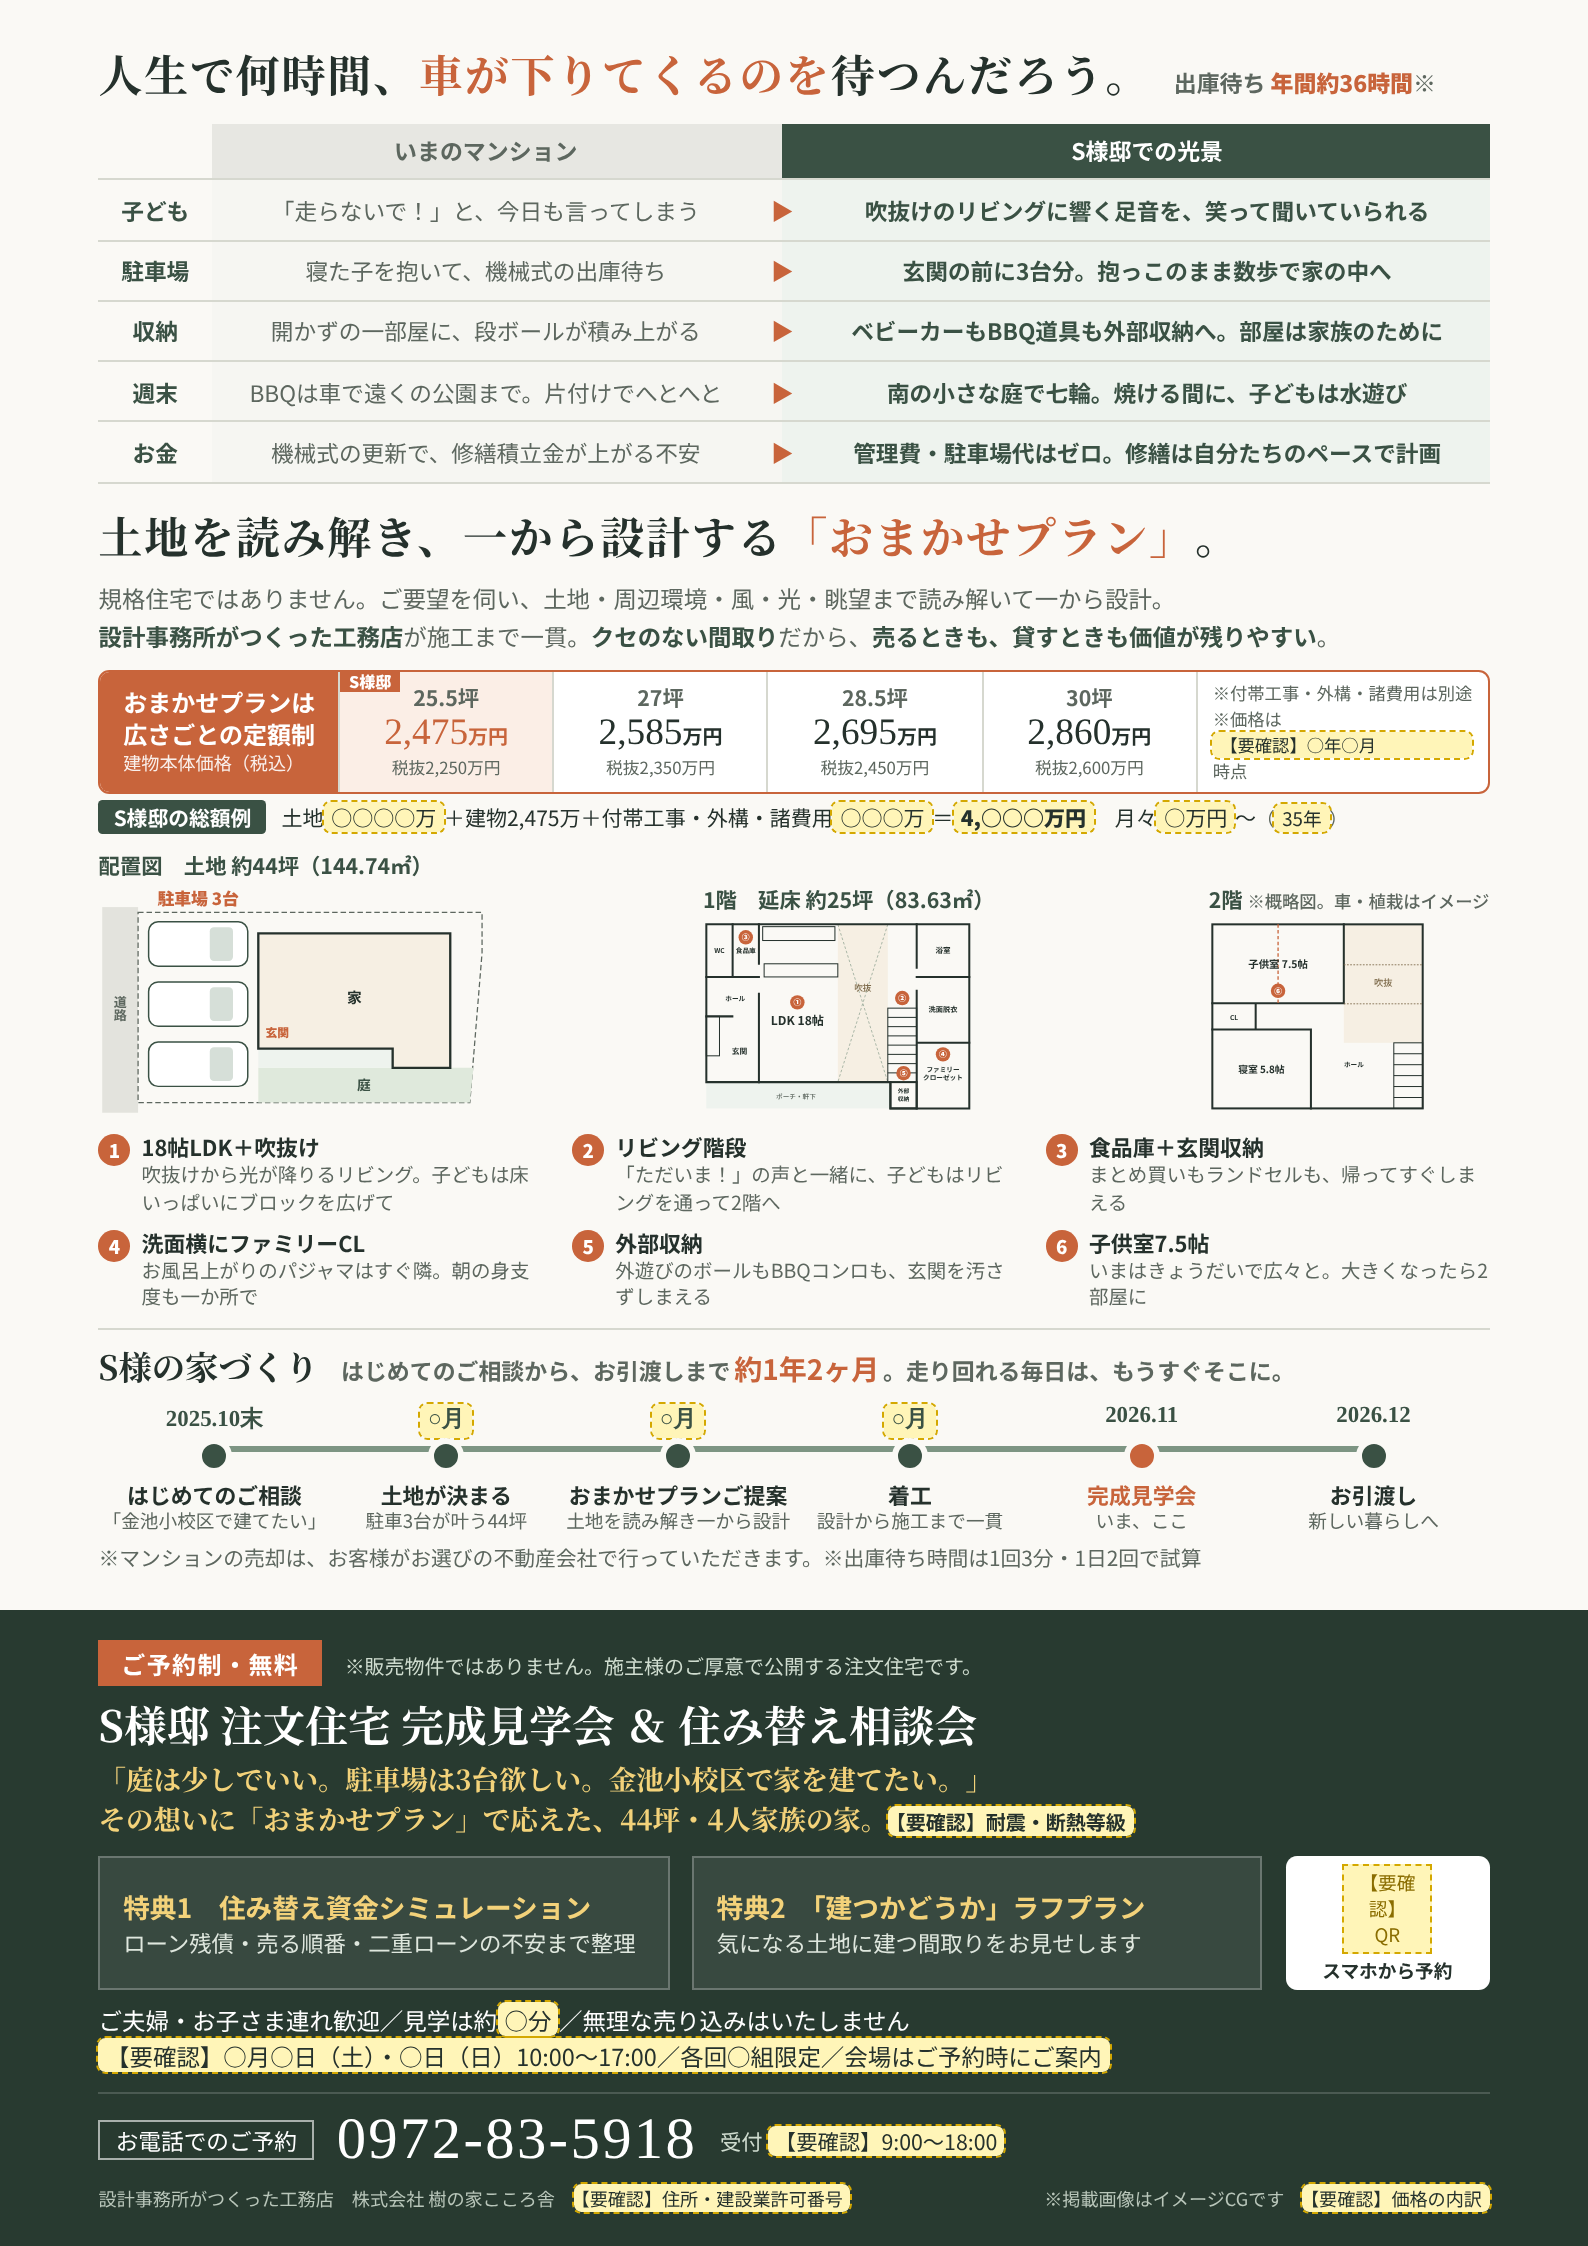 人生で何時間、車が下りてくるのを待つんだろう。 出庫待ち 年間約36時間※
いまのマンション S様邸での光景
子ども 「走らないで！」と、今日も言ってしまう ▶ 吹抜けのリビングに響く足音を、笑って聞いていられる
駐車場 寝た子を抱いて、機械式の出庫待ち ▶ 玄関の前に3台分。抱っこのまま数歩で家の中へ
収納 開かずの一部屋に、段ボールが積み上がる ▶ ベビーカーもBBQ道具も外部収納へ。部屋は家族のために
週末 BBQは車で遠くの公園まで。片付けでへとへと ▶ 南の小さな庭で七輪。焼ける間に、子どもは水遊び
お金 機械式の更新で、修繕積立金が上がる不安 ▶ 管理費・駐車場代はゼロ。修繕は自分たちのペースで計画
土地を読み解き、一から設計する「おまかせプラン」。
規格住宅ではありません。ご要望を伺い、土地・周辺環境・風・光・眺望まで読み解いて一から設計。
設計事務所がつくった工務店が施工まで一貫。クセのない間取りだから、売るときも、貸すときも価値が残りやすい。
おまかせプランは
広さごとの定額制
建物本体価格（税込）
S様邸
25.5坪
2,475万円
税抜2,250万円
27坪
2,585万円
税抜2,350万円
28.5坪
2,695万円
税抜2,450万円
30坪
2,860万円
税抜2,600万円
※付帯工事・外構・諸費用は別途
※価格は
【要確認】○年○月
時点
S様邸の総額例 土地○○○○万＋建物2,475万＋付帯工事・外構・諸費用○○○万＝4,○○○万円 月々○万円〜（35年）
配置図 土地 約44坪（144.74㎡）
駐車場 3台
道路
家
玄関
庭
1階 延床 約25坪（83.63㎡）
WC
③
食品庫
浴室
ホール
①
LDK 18帖
吹抜
②
洗面脱衣
玄関
④
ファミリー
クローゼット
⑤
外部
収納
ポーチ・軒下
2階 ※概略図。車・植栽はイメージ
子供室 7.5帖
⑥
吹抜
CL
寝室 5.8帖
ホール
1 18帖LDK＋吹抜け
吹抜けから光が降りるリビング。子どもは床
いっぱいにブロックを広げて
2 リビング階段
「ただいま！」の声と一緒に、子どもはリビ
ングを通って2階へ
3 食品庫＋玄関収納
まとめ買いもランドセルも、帰ってすぐしま
える
4 洗面横にファミリーCL
お風呂上がりのパジャマはすぐ隣。朝の身支
度も一か所で
5 外部収納
外遊びのボールもBBQコンロも、玄関を汚さ
ずしまえる
6 子供室7.5帖
いまはきょうだいで広々と。大きくなったら2
部屋に
S様の家づくり はじめてのご相談から、お引渡しまで約1年2ヶ月。走り回れる毎日は、もうすぐそこに。
2025.10末 ○月 ○月 ○月 2026.11 2026.12
はじめてのご相談 土地が決まる おまかせプランご提案 着工 完成見学会 お引渡し
「金池小校区で建てたい」 駐車3台が叶う44坪 土地を読み解き一から設計 設計から施工まで一貫 いま、ここ 新しい暮らしへ
※マンションの売却は、お客様がお選びの不動産会社で行っていただきます。※出庫待ち時間は1回3分・1日2回で試算
ご予約制・無料 ※販売物件ではありません。施主様のご厚意で公開する注文住宅です。
S様邸 注文住宅 完成見学会 & 住み替え相談会
「庭は少しでいい。駐車場は3台欲しい。金池小校区で家を建てたい。」
その想いに「おまかせプラン」で応えた、44坪・4人家族の家。【要確認】耐震・断熱等級
特典1 住み替え資金シミュレーション
ローン残債・売る順番・二重ローンの不安まで整理
特典2 「建つかどうか」ラフプラン
気になる土地に建つ間取りをお見せします
【要確
認】
QR
スマホから予約
ご夫婦・お子さま連れ歓迎／見学は約○分／無理な売り込みはいたしません
【要確認】○月○日（土）・○日（日）10:00〜17:00／各回○組限定／会場はご予約時にご案内
お電話でのご予約 0972-83-5918 受付【要確認】9:00〜18:00
設計事務所がつくった工務店 株式会社 樹の家こころ舎 【要確認】住所・建設業許可番号 ※掲載画像はイメージCGです 【要確認】価格の内訳